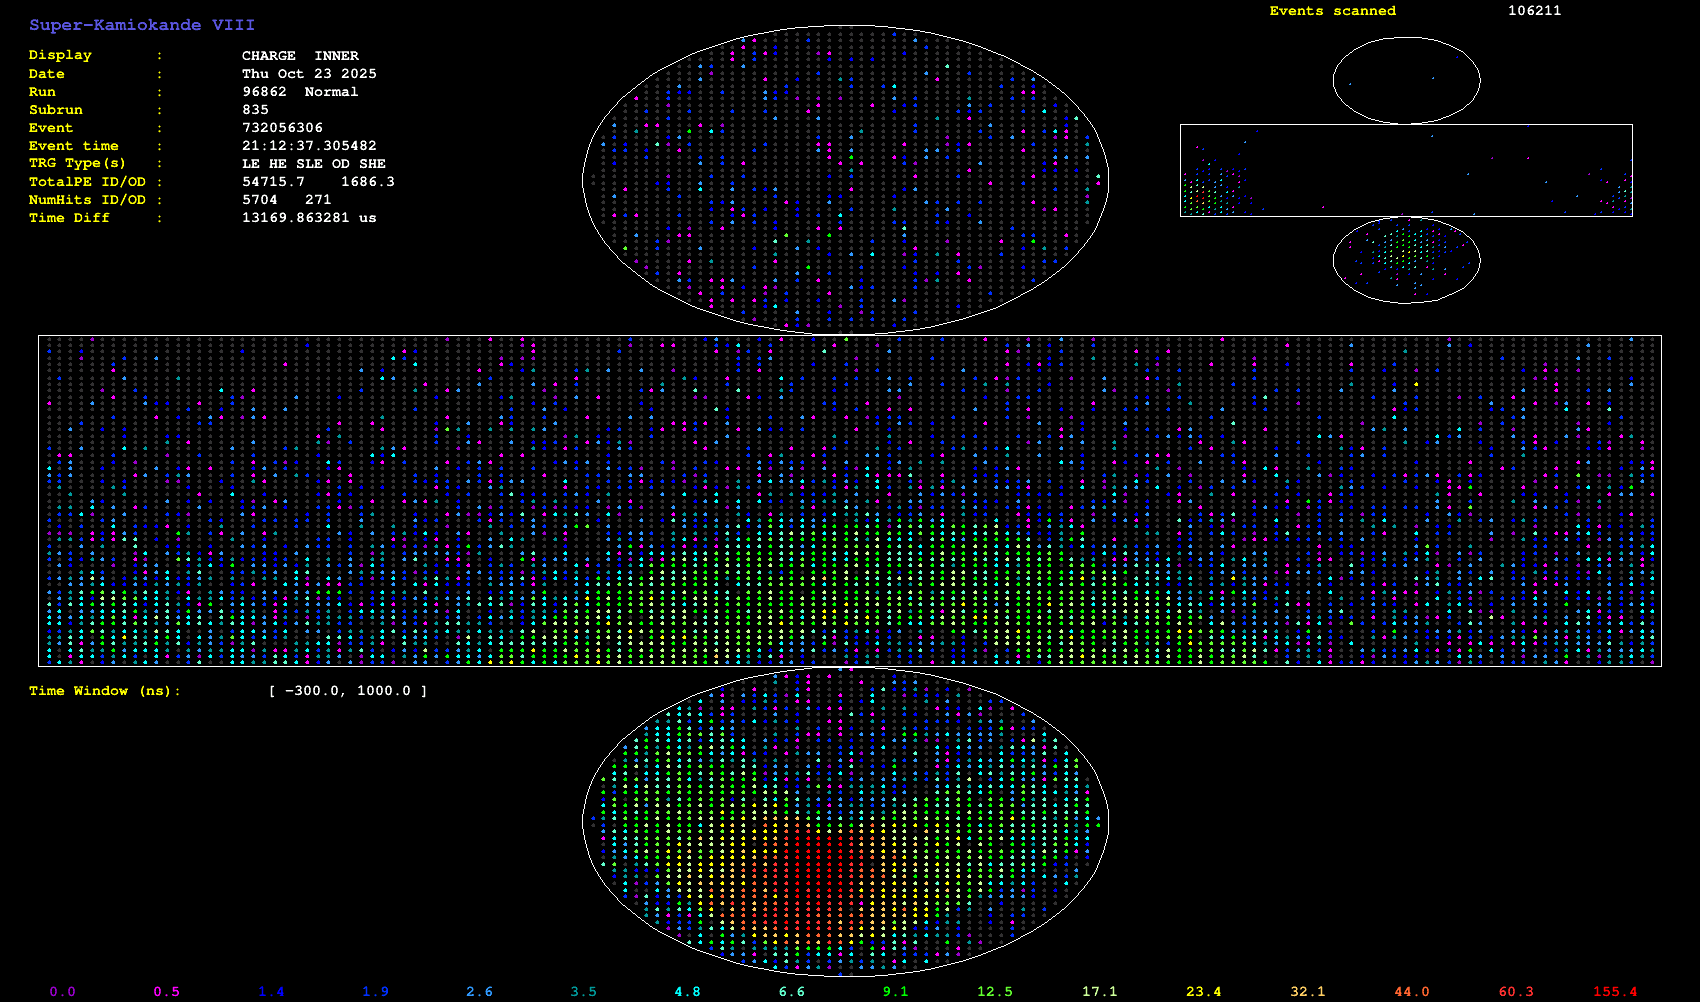 Super-Kamiokande VIII
Display : CHARGE INNER
Date : Thu Oct 23 2025
Run : 96862 Normal
Subrun : 835
Event : 732056306
Event time : 21:12:37.305482
TRG Type(s) : LE HE SLE OD SHE
TotalPE ID/OD : 54715.7 1686.3
NumHits ID/OD : 5704 271
Time Diff : 13169.863281 us
Events scanned 106211
Time Window (ns): [ -300.0, 1000.0 ]
0.0 0.5 1.4 1.9 2.6 3.5 4.8 6.6 9.1 12.5 17.1 23.4 32.1 44.0 60.3 155.4